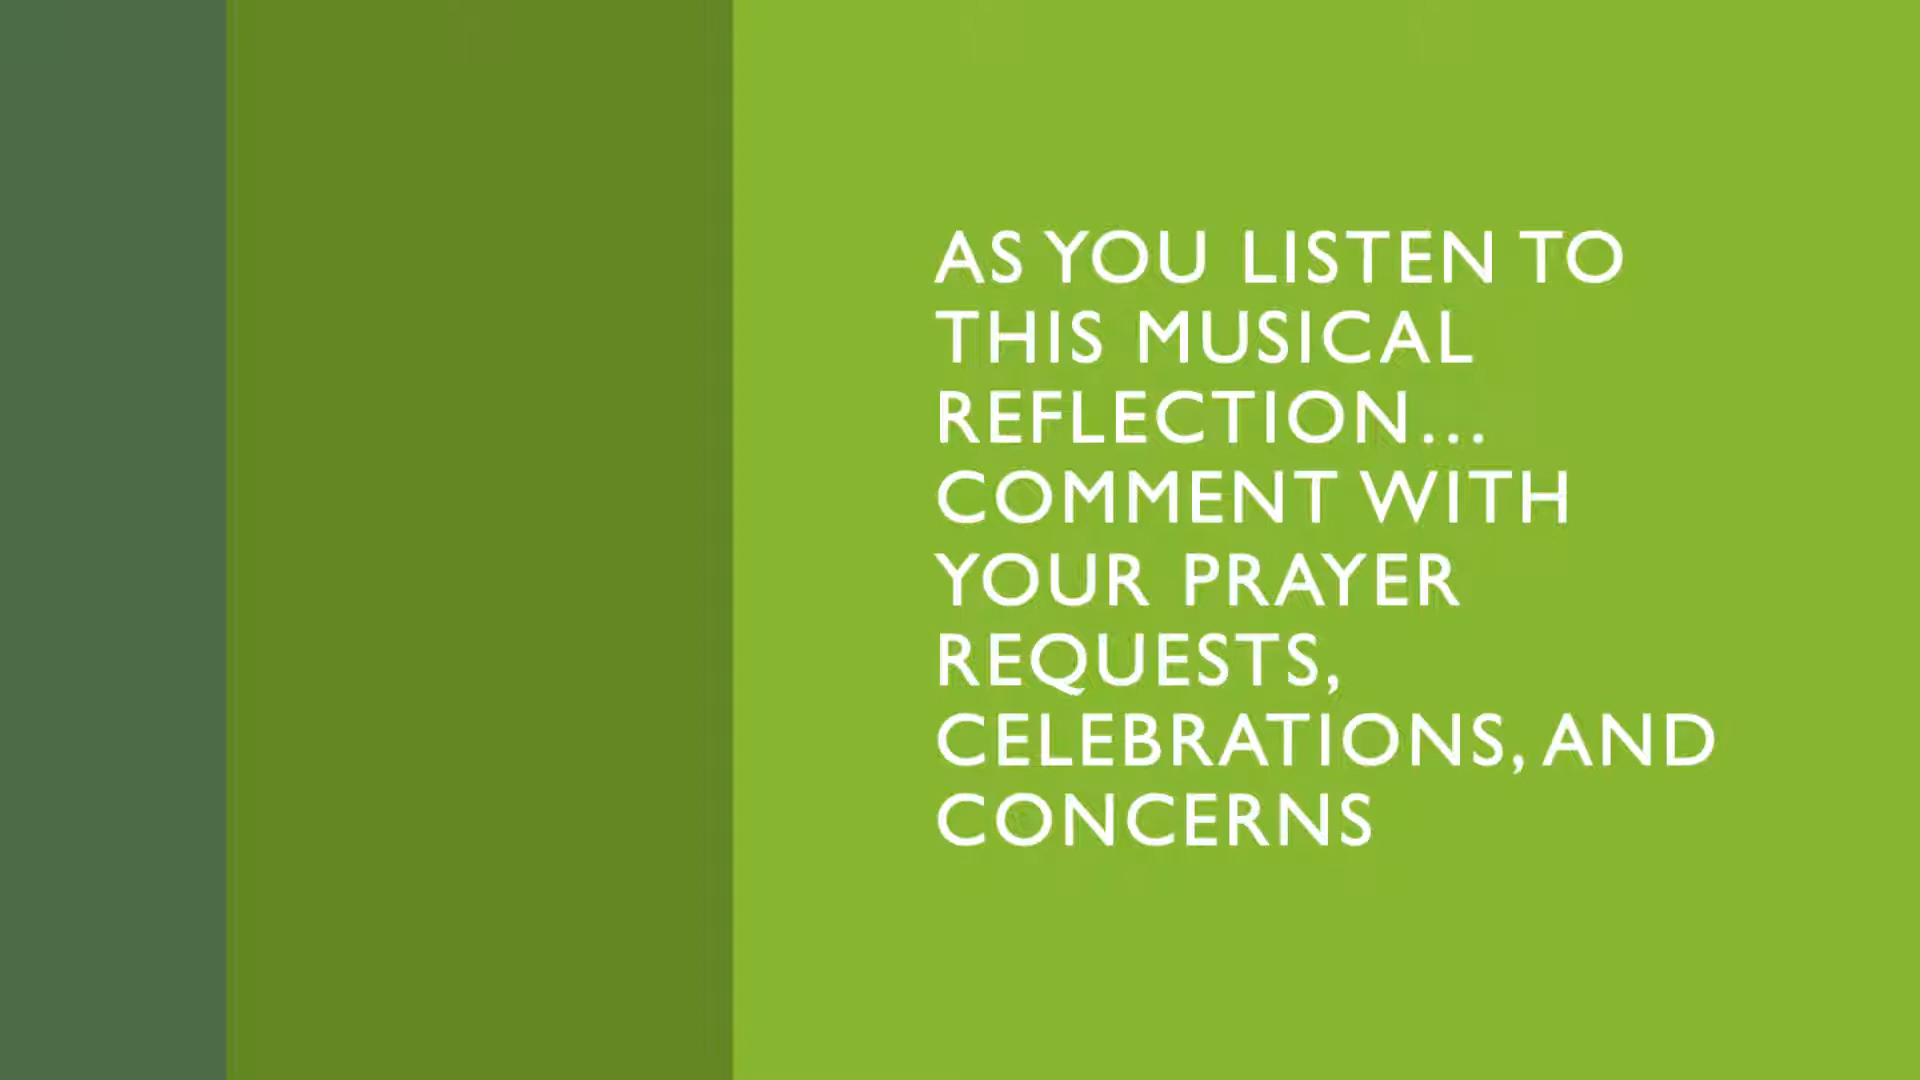 AS YOU LISTEN TO
THIS MUSICAL
REFLECTION...
COMMENT WITH
YOUR PRAYER
REQUESTS,
CELEBRATIONS, AND
CONCERNS